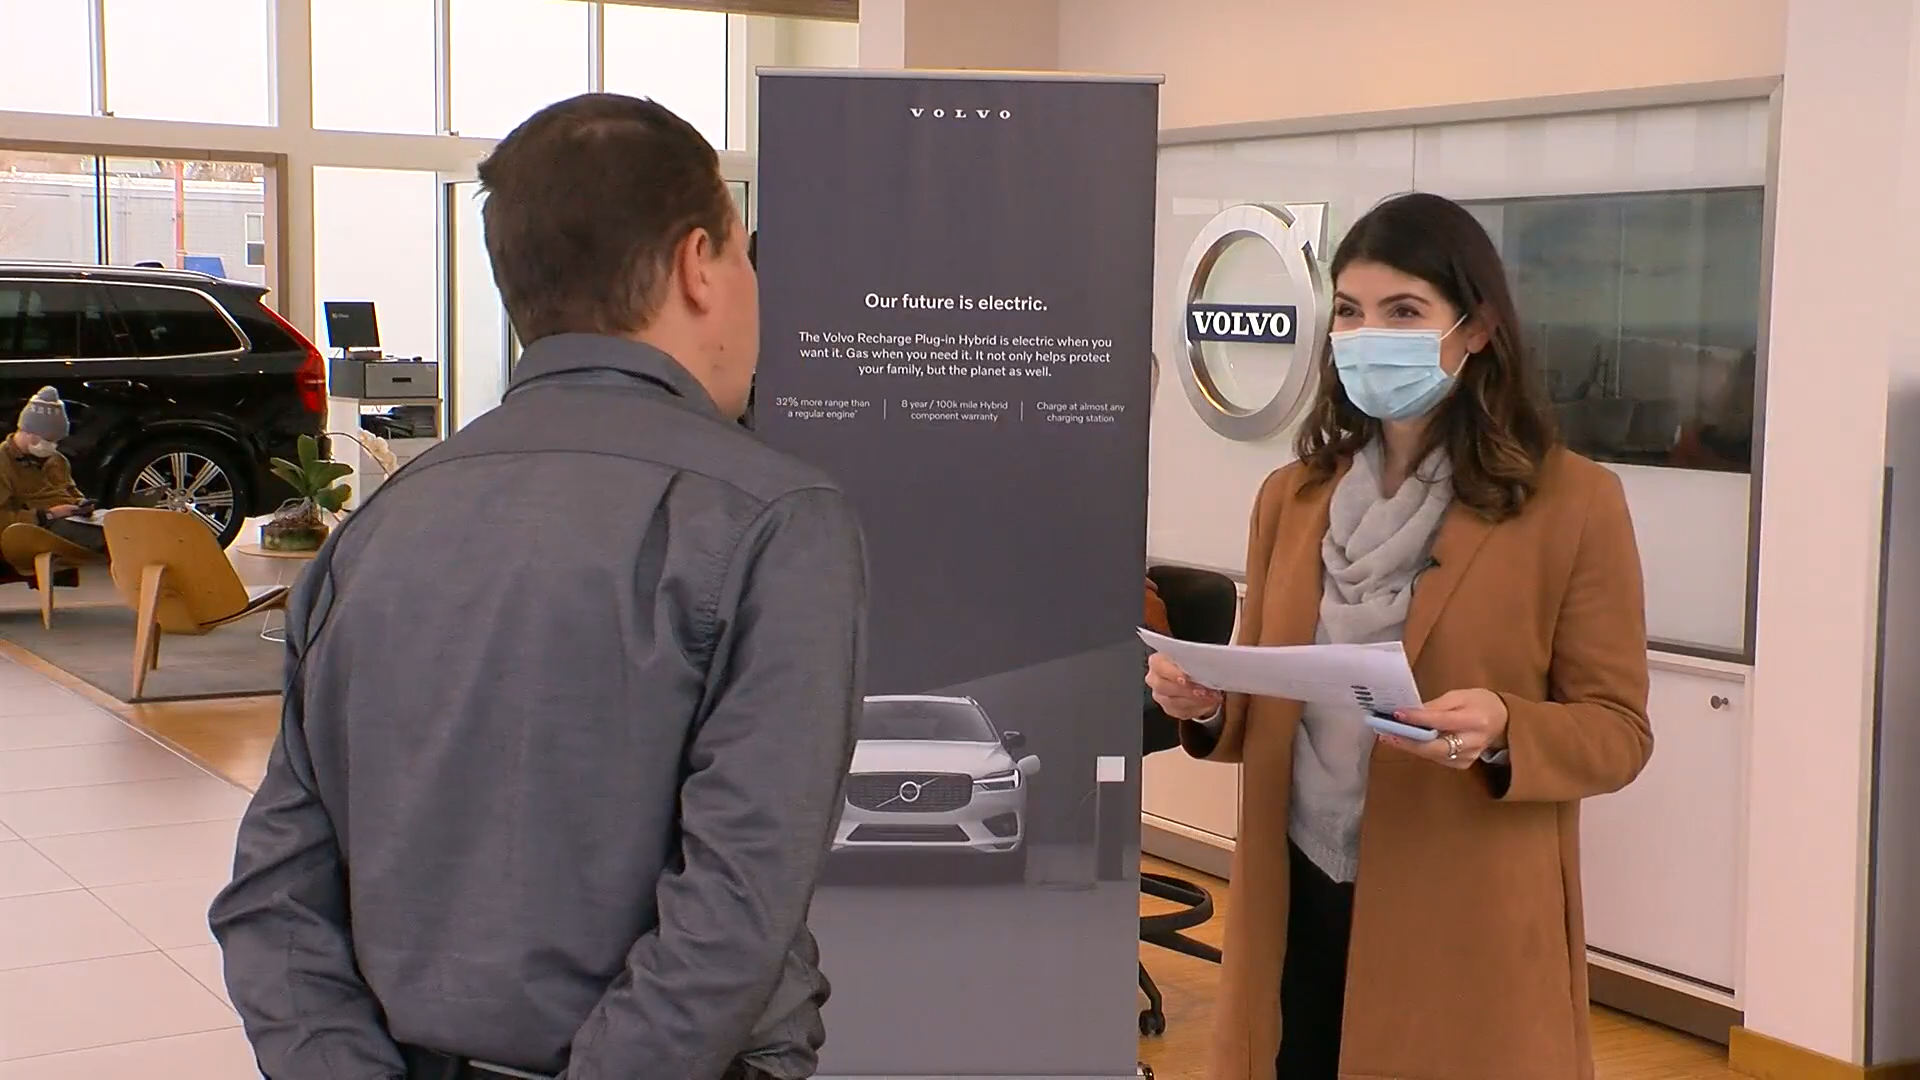 VOLVO
Our future is electric.
The Volvo Recharge Plug-in Hybrid is electric when you
want it. Gas when you need it. It not only helps protect
your family, but the planet as well.
32% more range than
a regular engine*
8 year / 100k mile Hybrid
component warranty
Charge at almost any
charging station
VOLVO